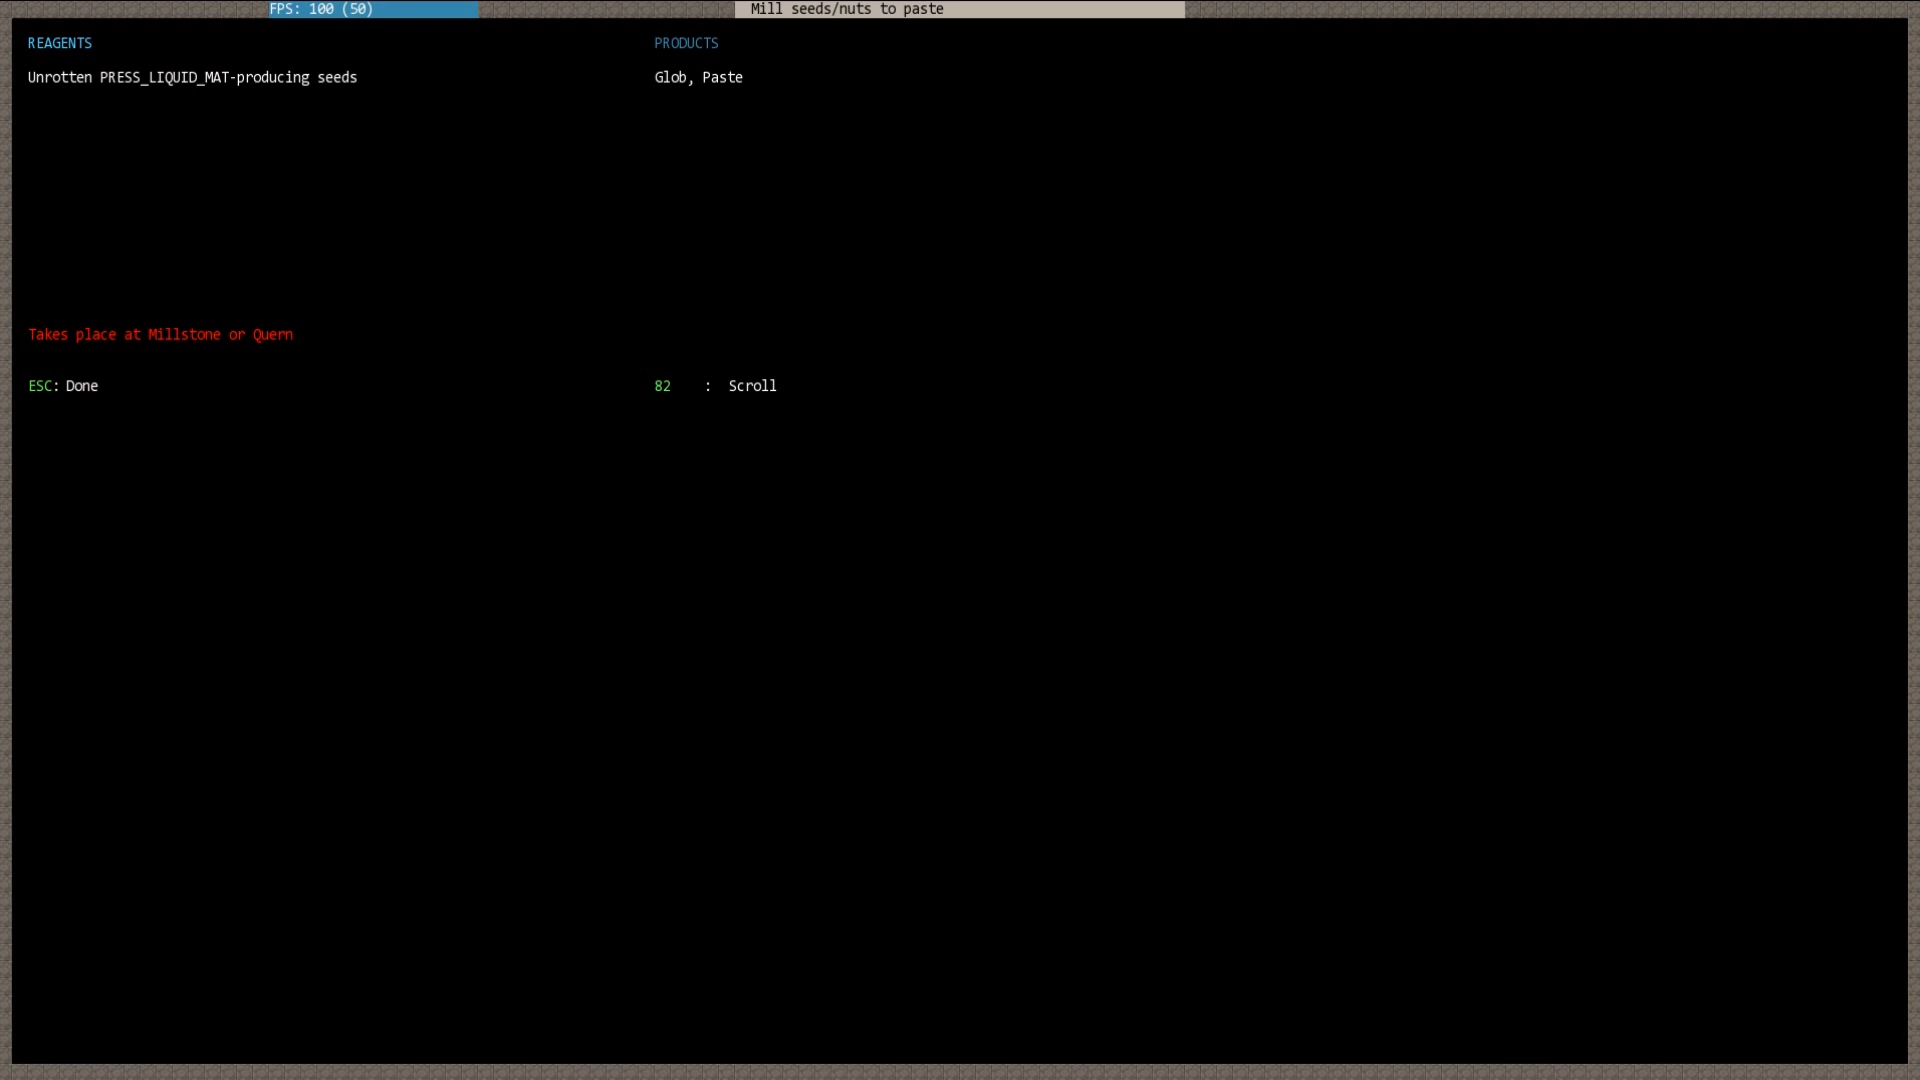 FPS: 100 (50) Mill seeds/nuts to paste
REAGENTS PRODUCTS
Unrotten PRESS_LIQUID_MAT-producing seeds Glob, Paste
Takes place at Millstone or Quern
ESC: Done 82 : Scroll